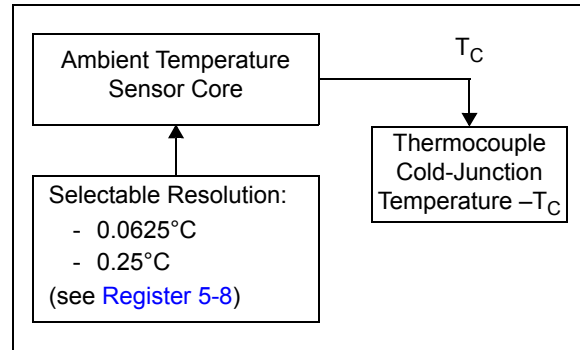 Ambient Temperature
Sensor Core
T_C
Thermocouple
Cold-Junction
Temperature –T_C
Selectable Resolution:
- 0.0625°C
- 0.25°C
(see Register 5-8)